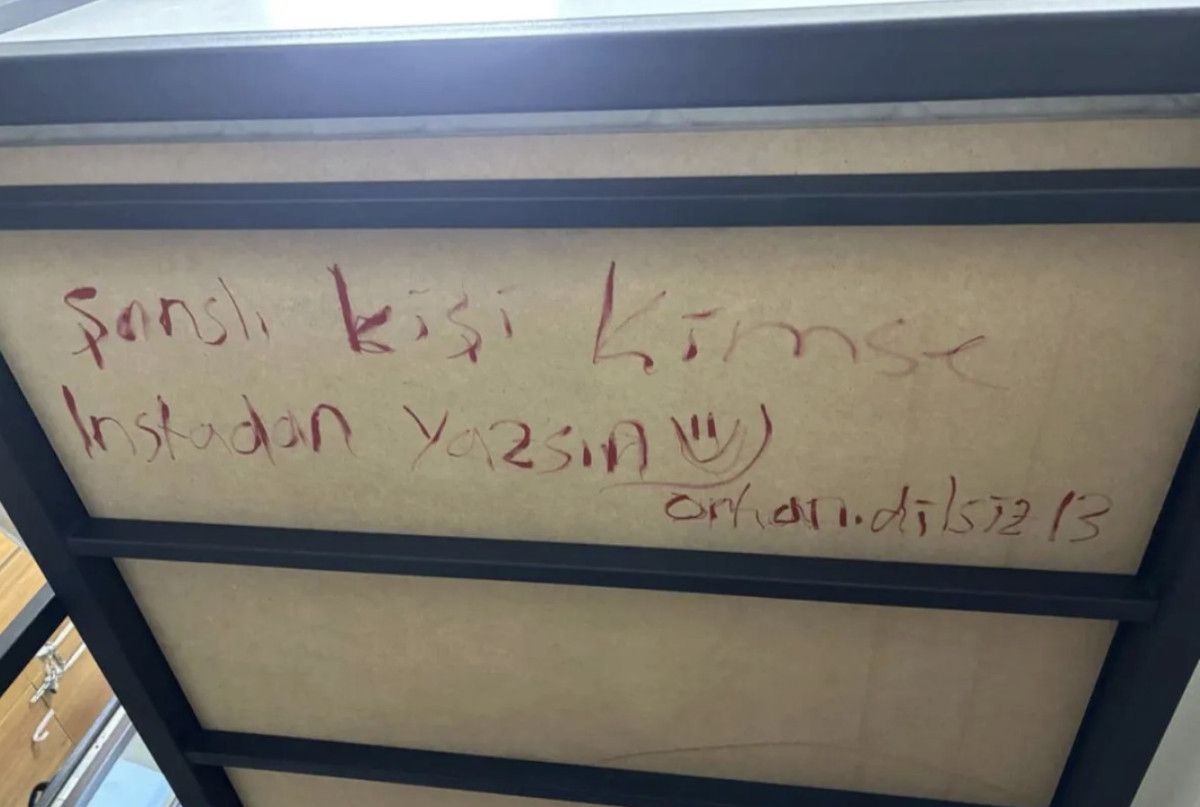 Şanslı kişi kimse
Instadan yazsın
orhan.dilsiz13